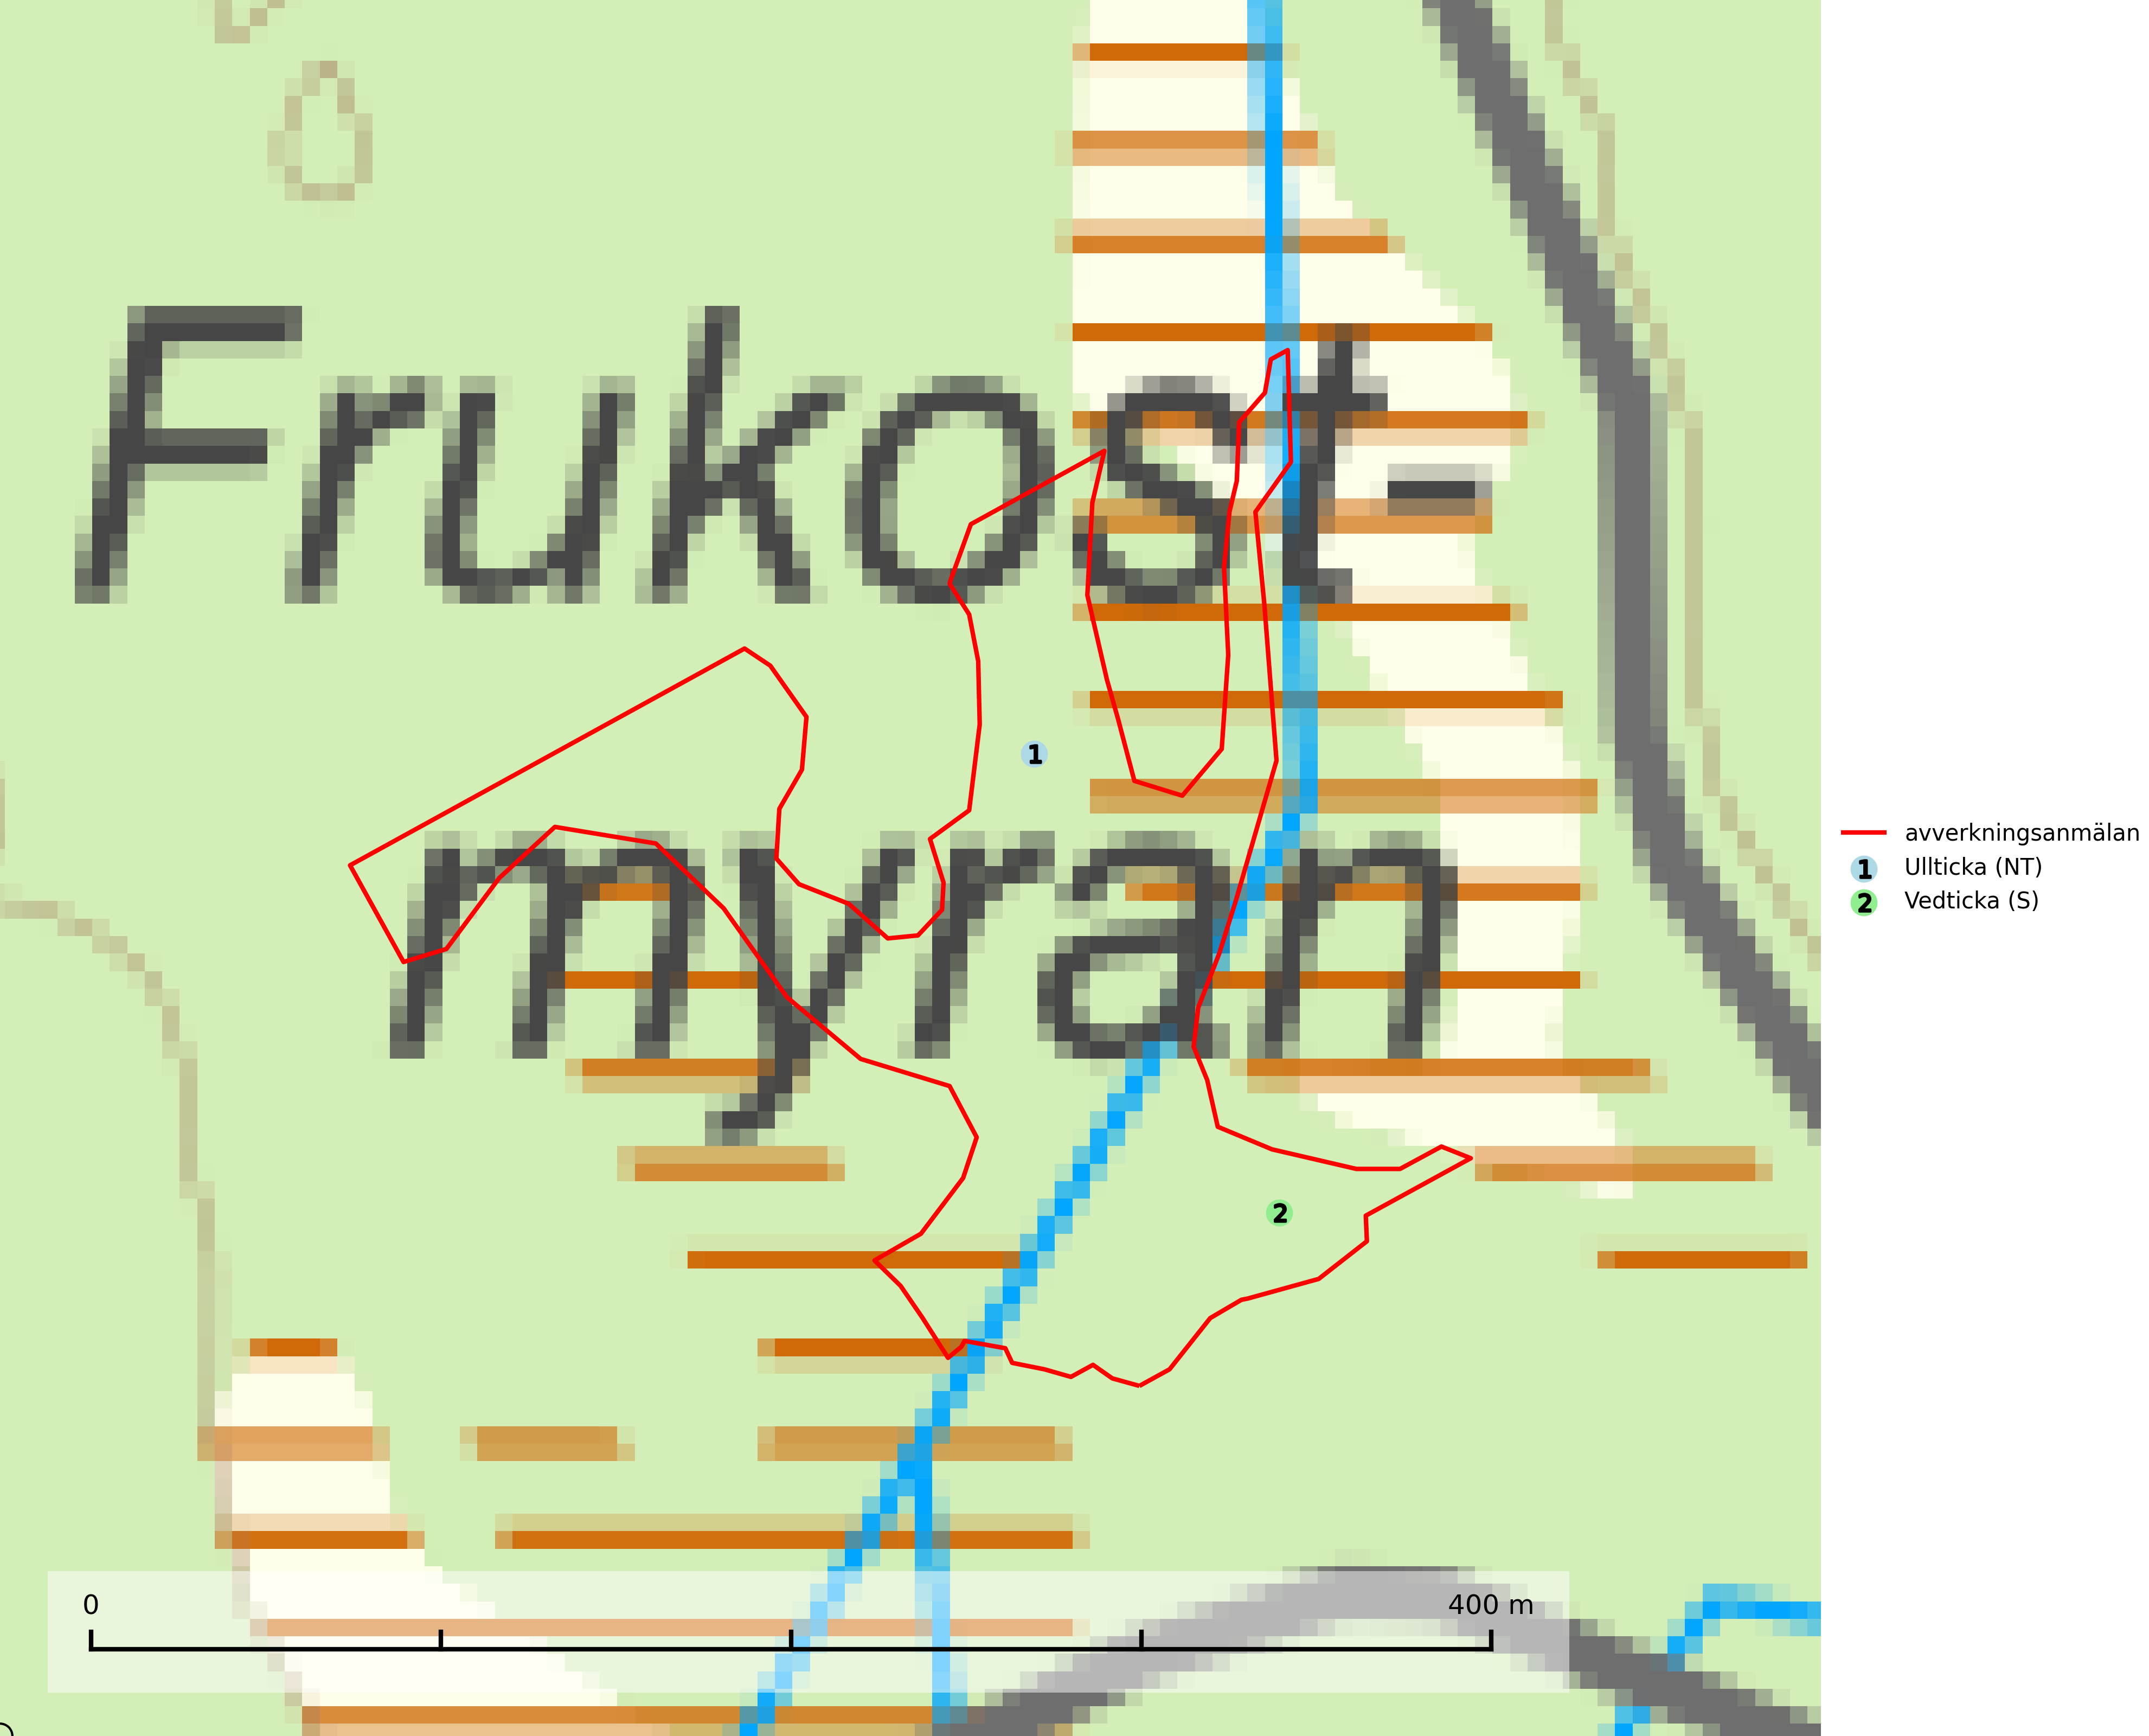 Frukost-
myran
1
2
avverkningsanmälan
1 Ullticka (NT)
2 Vedticka (S)
0 400 m